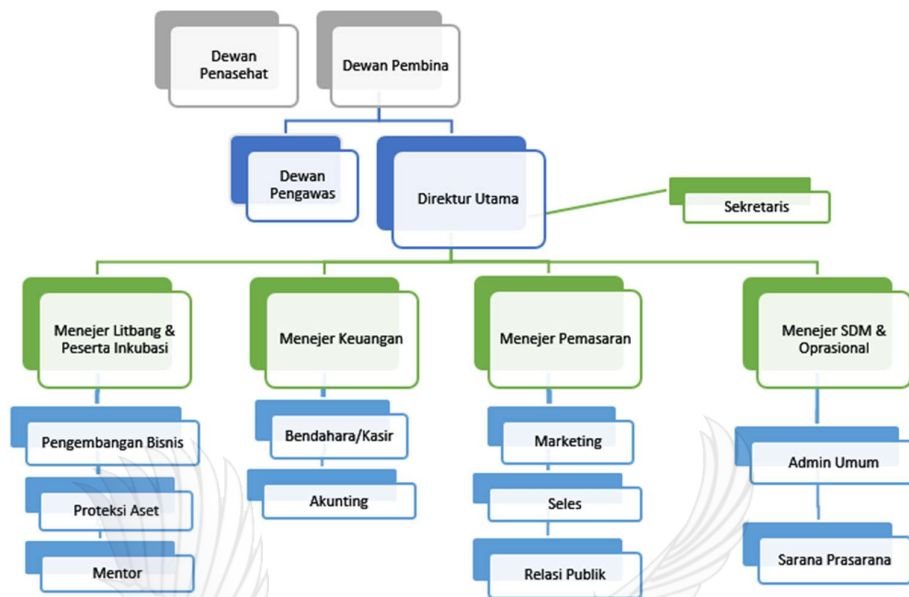 Dewan
Penasehat
Dewan Pembina
Dewan
Pengawas
Direktur Utama
Sekretaris
Menejer Litbang &
Peserta Inkubasi
Menejer Keuangan
Menejer Pemasaran
Menejer SDM &
Oprasional
Pengembangan Bisnis
Proteksi Aset
Mentor
Bendahara/Kasir
Akunting
Marketing
Seles
Relasi Publik
Admin Umum
Sarana Prasarana